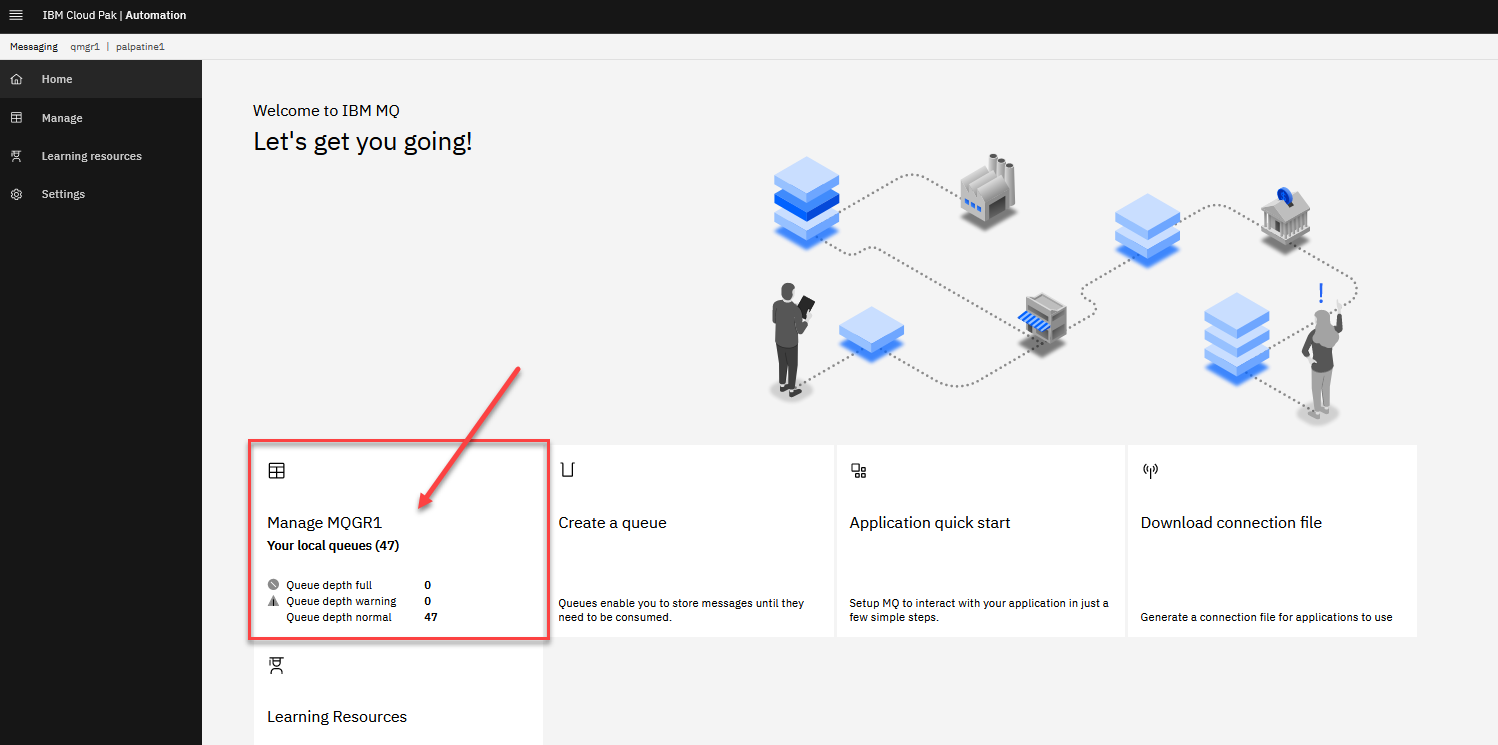 IBM Cloud Pak | Automation
Messaging qmgr1 | palpatine1
Home
Manage
Learning resources
Settings
Welcome to IBM MQ
Let's get you going!
!
Manage MQGR1
Your local queues (47)
Queue depth full 0
Queue depth warning 0
Queue depth normal 47
Create a queue
Queues enable you to store messages until they
need to be consumed.
Application quick start
Setup MQ to interact with your application in just a
few simple steps.
Download connection file
Generate a connection file for applications to use
Learning Resources